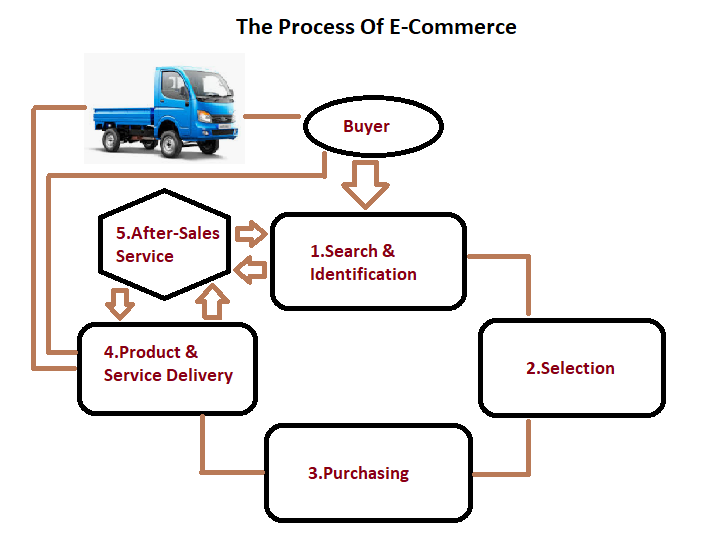 The Process Of E-Commerce
Buyer
5.After-Sales
Service
1.Search &
Identification
4.Product &
Service Delivery
2.Selection
3.Purchasing